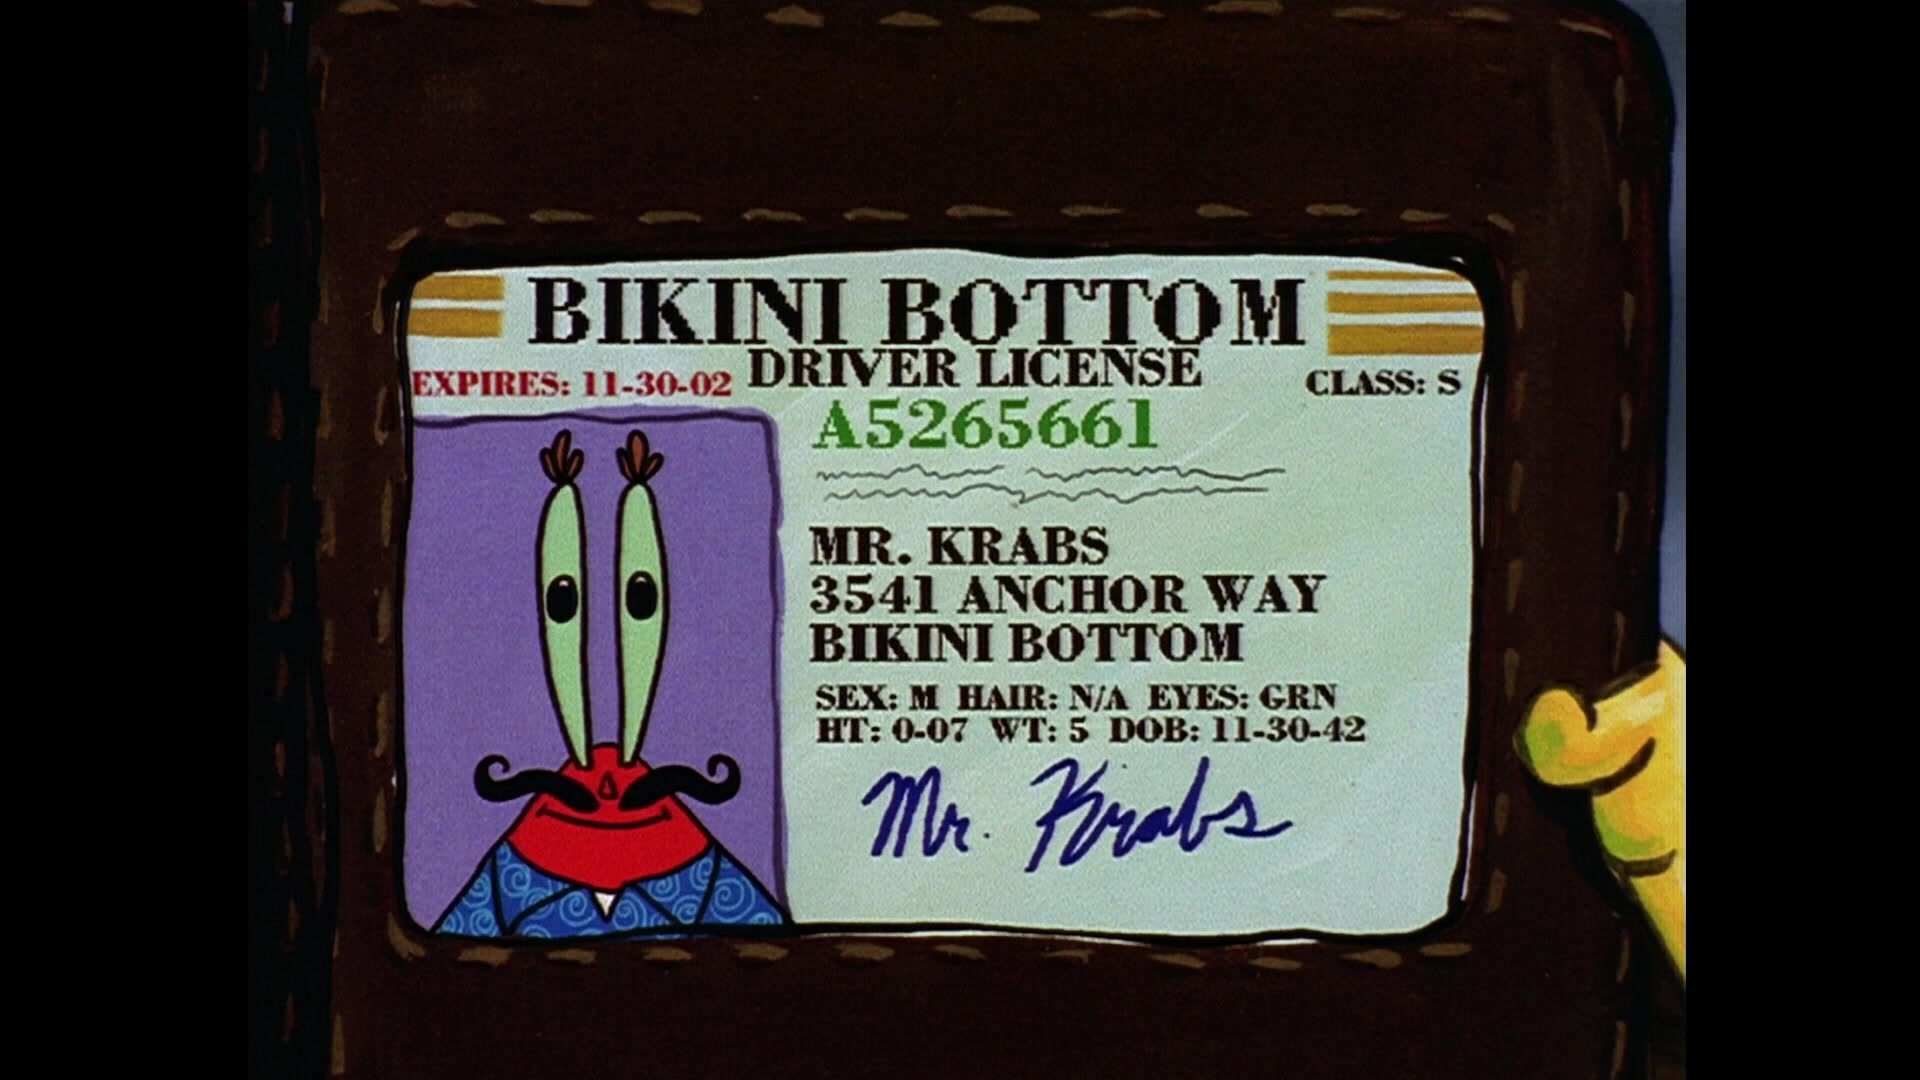 BIKINI BOTTOM
DRIVER LICENSE
EXPIRES: 11-30-02
CLASS: S
A5265661
MR. KRABS
3541 ANCHOR WAY
BIKINI BOTTOM
SEX: M HAIR: N/A EYES: GRN
HT: 0-07 WT: 5 DOB: 11-30-42
Mr. Krabs